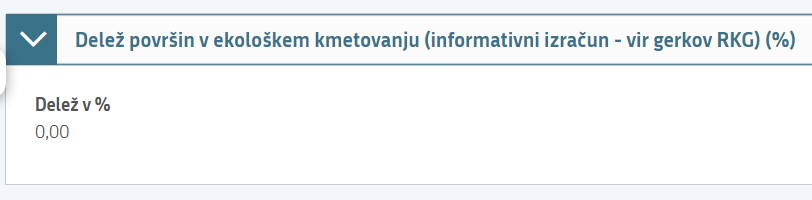 Delež površin v ekološkem kmetovanju (informativni izračun - vir gerkov RKG) (%)
Delež v %
0,00